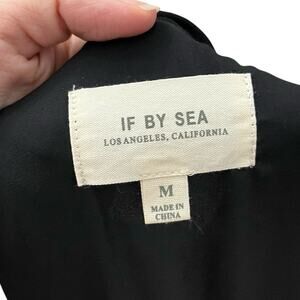 IF BY SEA
LOS ANGELES, CALIFORNIA
M
MADE IN
CHINA